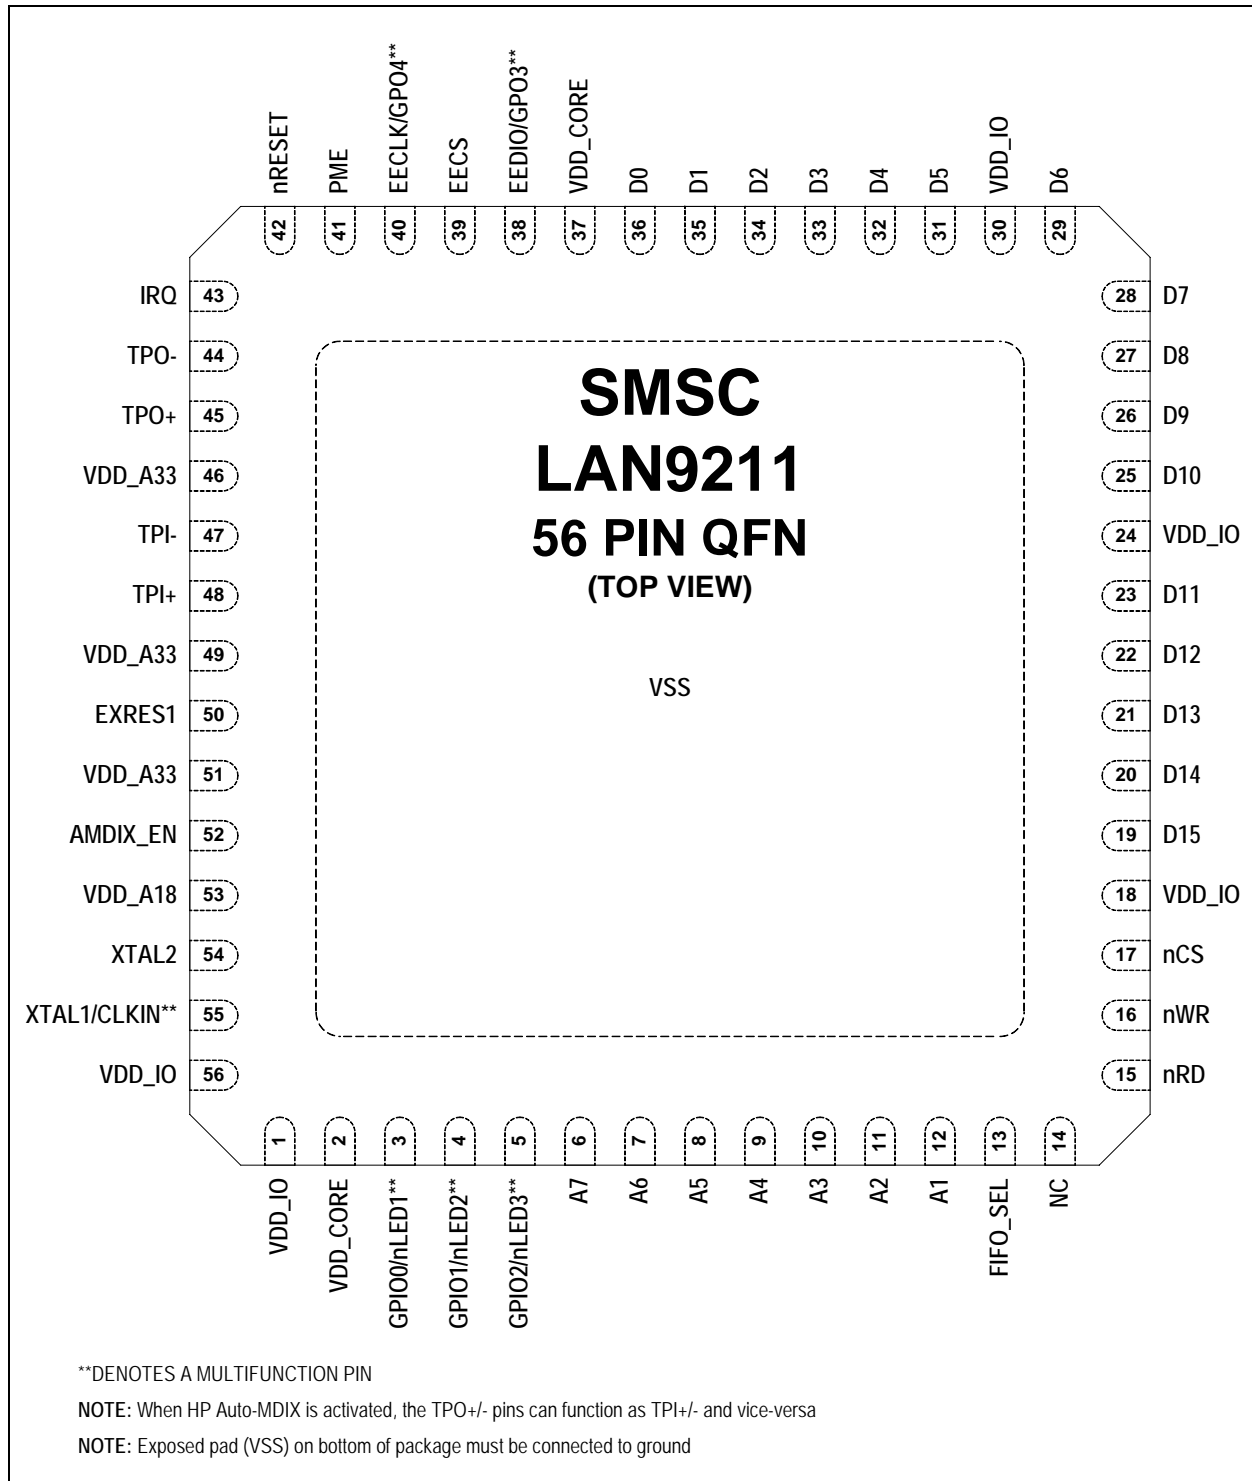 nRESET
PME
EECLK/GPO4**
EECS
EEDIO/GPO3**
VDD_CORE
D0
D1
D2
D3
D4
D5
VDD_IO
D6
42
41
40
39
38
37
36
35
34
33
32
31
30
29
IRQ 43
TPO- 44
TPO+ 45
VDD_A33 46
TPI- 47
TPI+ 48
VDD_A33 49
EXRES1 50
VDD_A33 51
AMDIX_EN 52
VDD_A18 53
XTAL2 54
XTAL1/CLKIN** 55
VDD_IO 56
SMSC
LAN9211
56 PIN QFN
(TOP VIEW)
VSS
28 D7
27 D8
26 D9
25 D10
24 VDD_IO
23 D11
22 D12
21 D13
20 D14
19 D15
18 VDD_IO
17 nCS
16 nWR
15 nRD
1
2
3
4
5
6
7
8
9
10
11
12
13
14
VDD_IO
VDD_CORE
GPIO0/nLED1**
GPIO1/nLED2**
GPIO2/nLED3**
A7
A6
A5
A4
A3
A2
A1
FIFO_SEL
NC
**DENOTES A MULTIFUNCTION PIN
NOTE: When HP Auto-MDIX is activated, the TPO+/- pins can function as TPI+/- and vice-versa
NOTE: Exposed pad (VSS) on bottom of package must be connected to ground